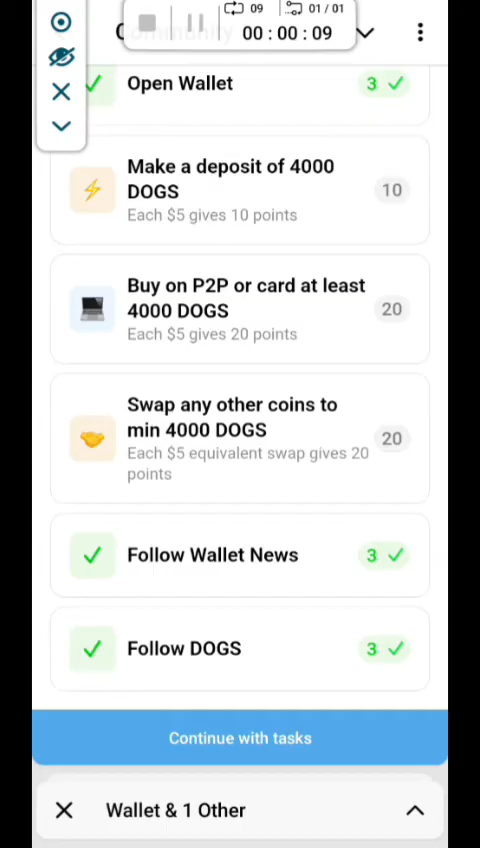 09
01 / 01
00 : 00 : 09
Open Wallet
3
Make a deposit of 4000
DOGS
10
Each $5 gives 10 points
Buy on P2P or card at least
4000 DOGS
20
Each $5 gives 20 points
Swap any other coins to
min 4000 DOGS
20
Each $5 equivalent swap gives 20
points
Follow Wallet News
3
Follow DOGS
3
Continue with tasks
Wallet & 1 Other